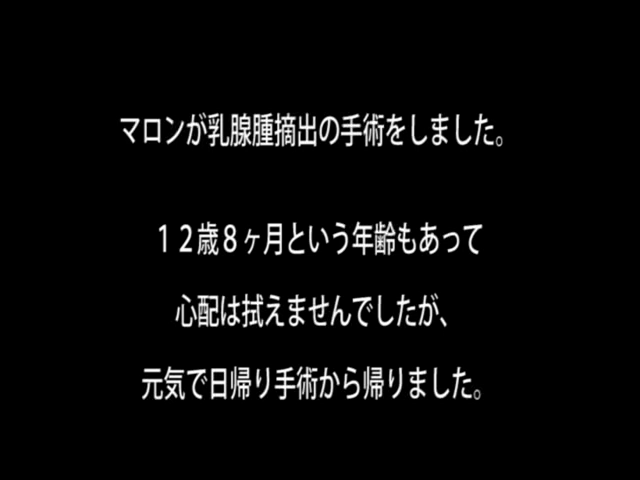 マロンが乳腺腫摘出の手術をしました。
１２歳８ヶ月という年齢もあって
心配は拭えませんでしたが、
元気で日帰り手術から帰りました。